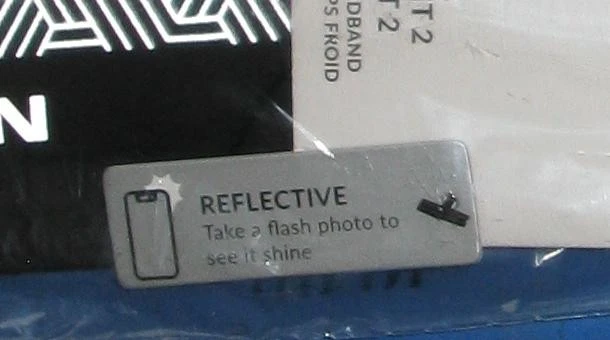 T 2
T 2
DBAND
PS FROID
N
REFLECTIVE
Take a flash photo to
see it shine